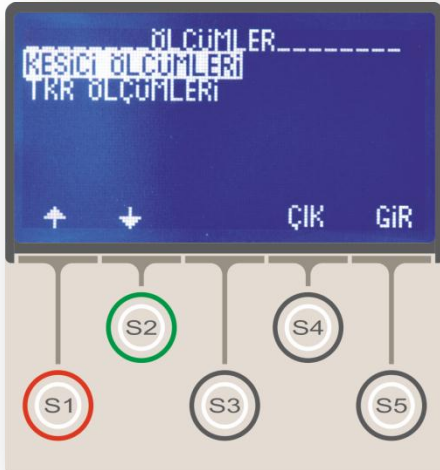 ÖLÇÜMLER________
KESİCİ ÖLÇÜMLERİ
TKR ÖLÇÜMLERİ
ÇIK GİR
S2 S4
S1 S3 S5